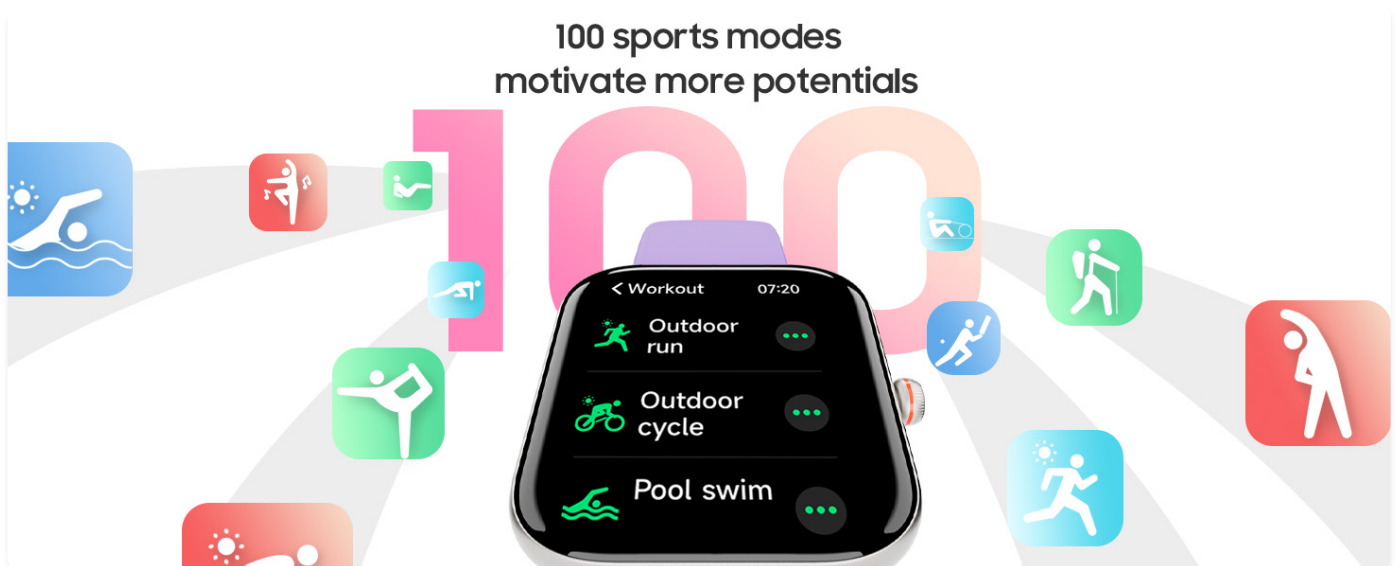 100 sports modes
motivate more potentials
100
< Workout 07:20
Outdoor
run
Outdoor
cycle
Pool swim